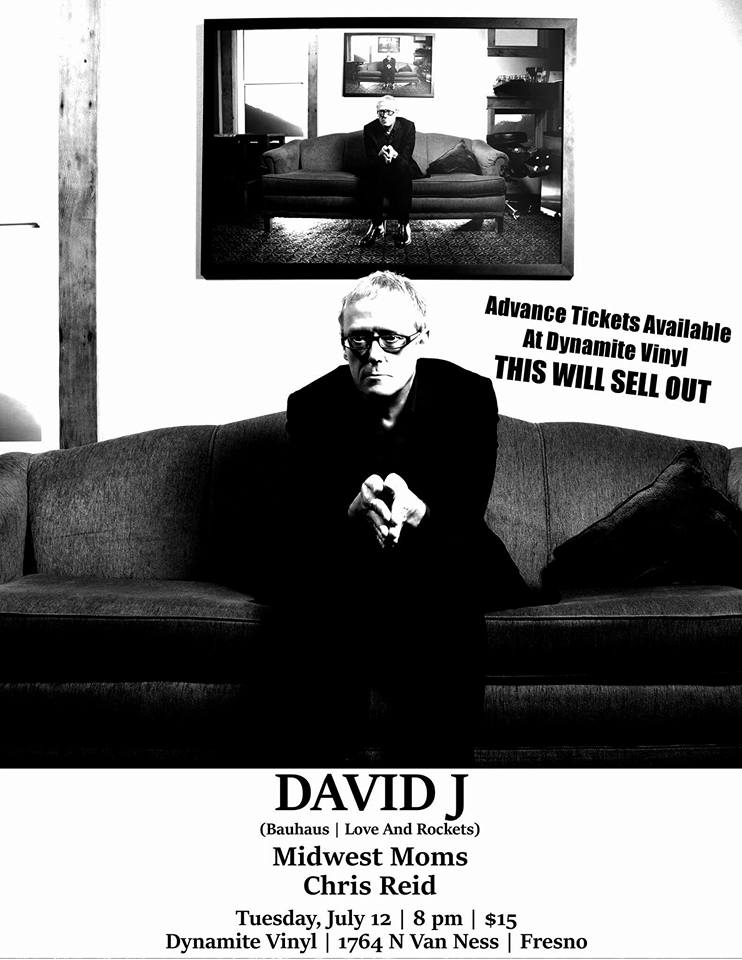 Advance Tickets Available
At Dynamite Vinyl
THIS WILL SELL OUT
DAVID J
(Bauhaus | Love And Rockets)
Midwest Moms
Chris Reid
Tuesday, July 12 | 8 pm | $15
Dynamite Vinyl | 1764 N Van Ness | Fresno